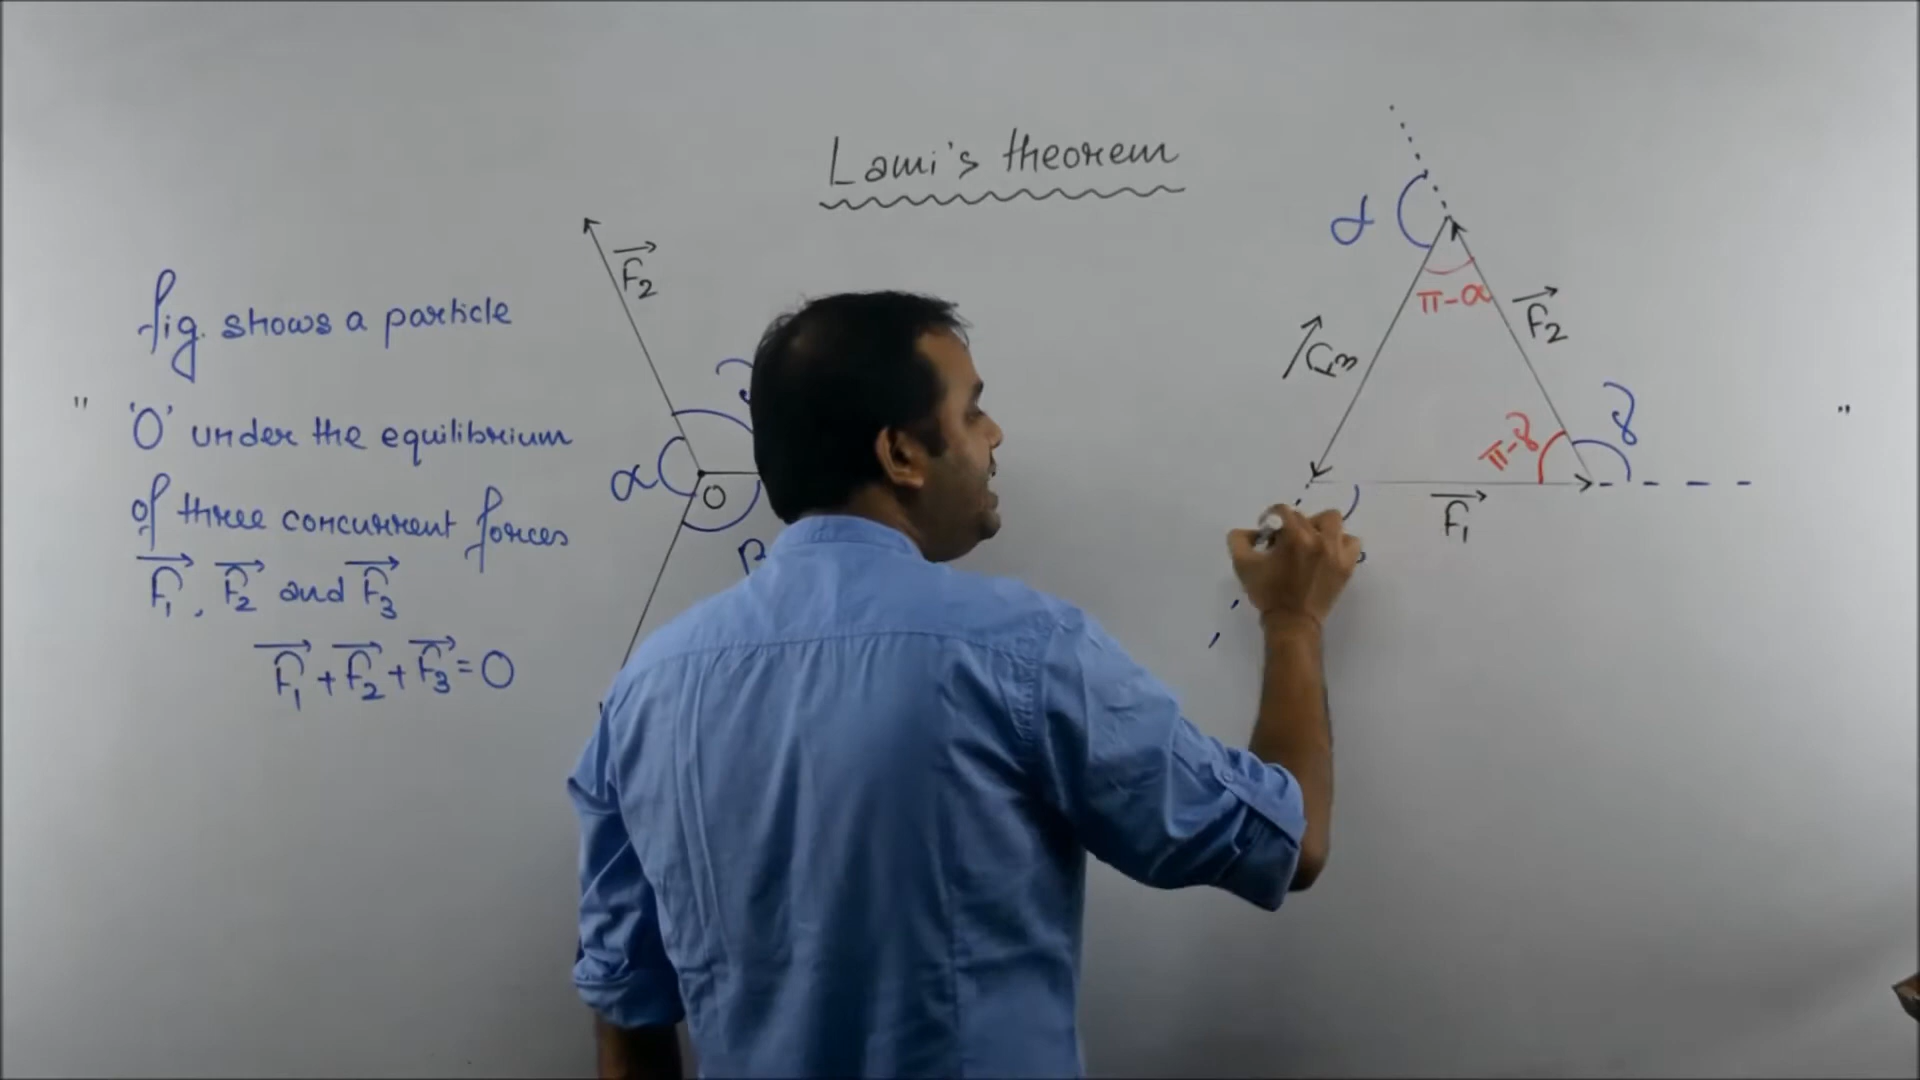 Lami's theorem
fig. shows a particle
" 'O' under the equilibrium
of three concurrent forces
F₁, F₂ and F₃
F₁ + F₂ + F₃ = 0
F₂
α
O
α
π-α
F₃
F₂
π-γ
γ
F₁
"